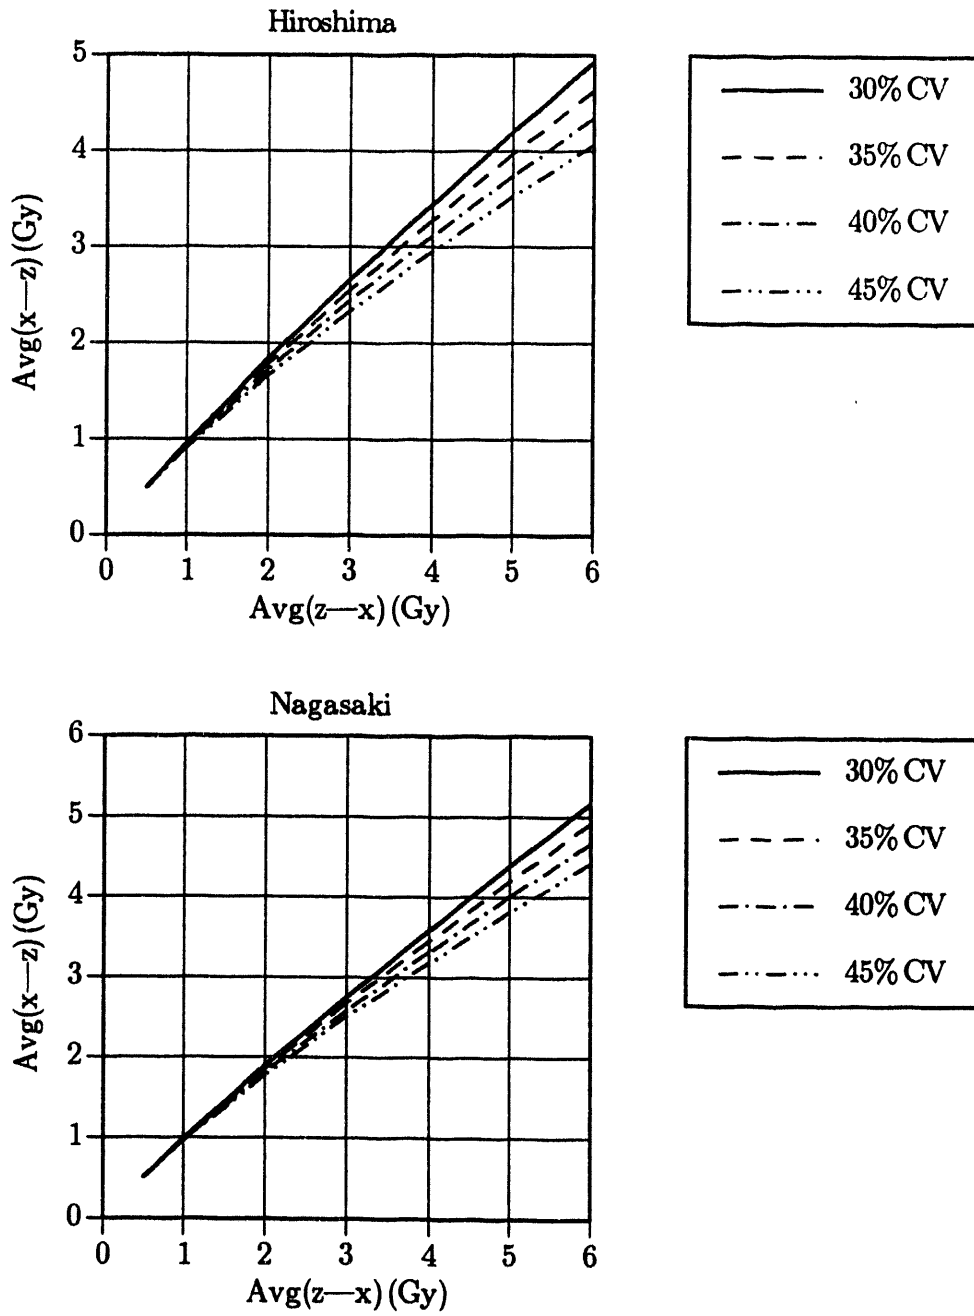 Hiroshima
5
4
3
2
1
0
0 1 2 3 4 5 6
Avg(x—z)(Gy)
Avg(z—x)(Gy)
30% CV
35% CV
40% CV
45% CV
Nagasaki
6
5
4
3
2
1
0
0 1 2 3 4 5 6
Avg(x—z)(Gy)
Avg(z—x)(Gy)
30% CV
35% CV
40% CV
45% CV